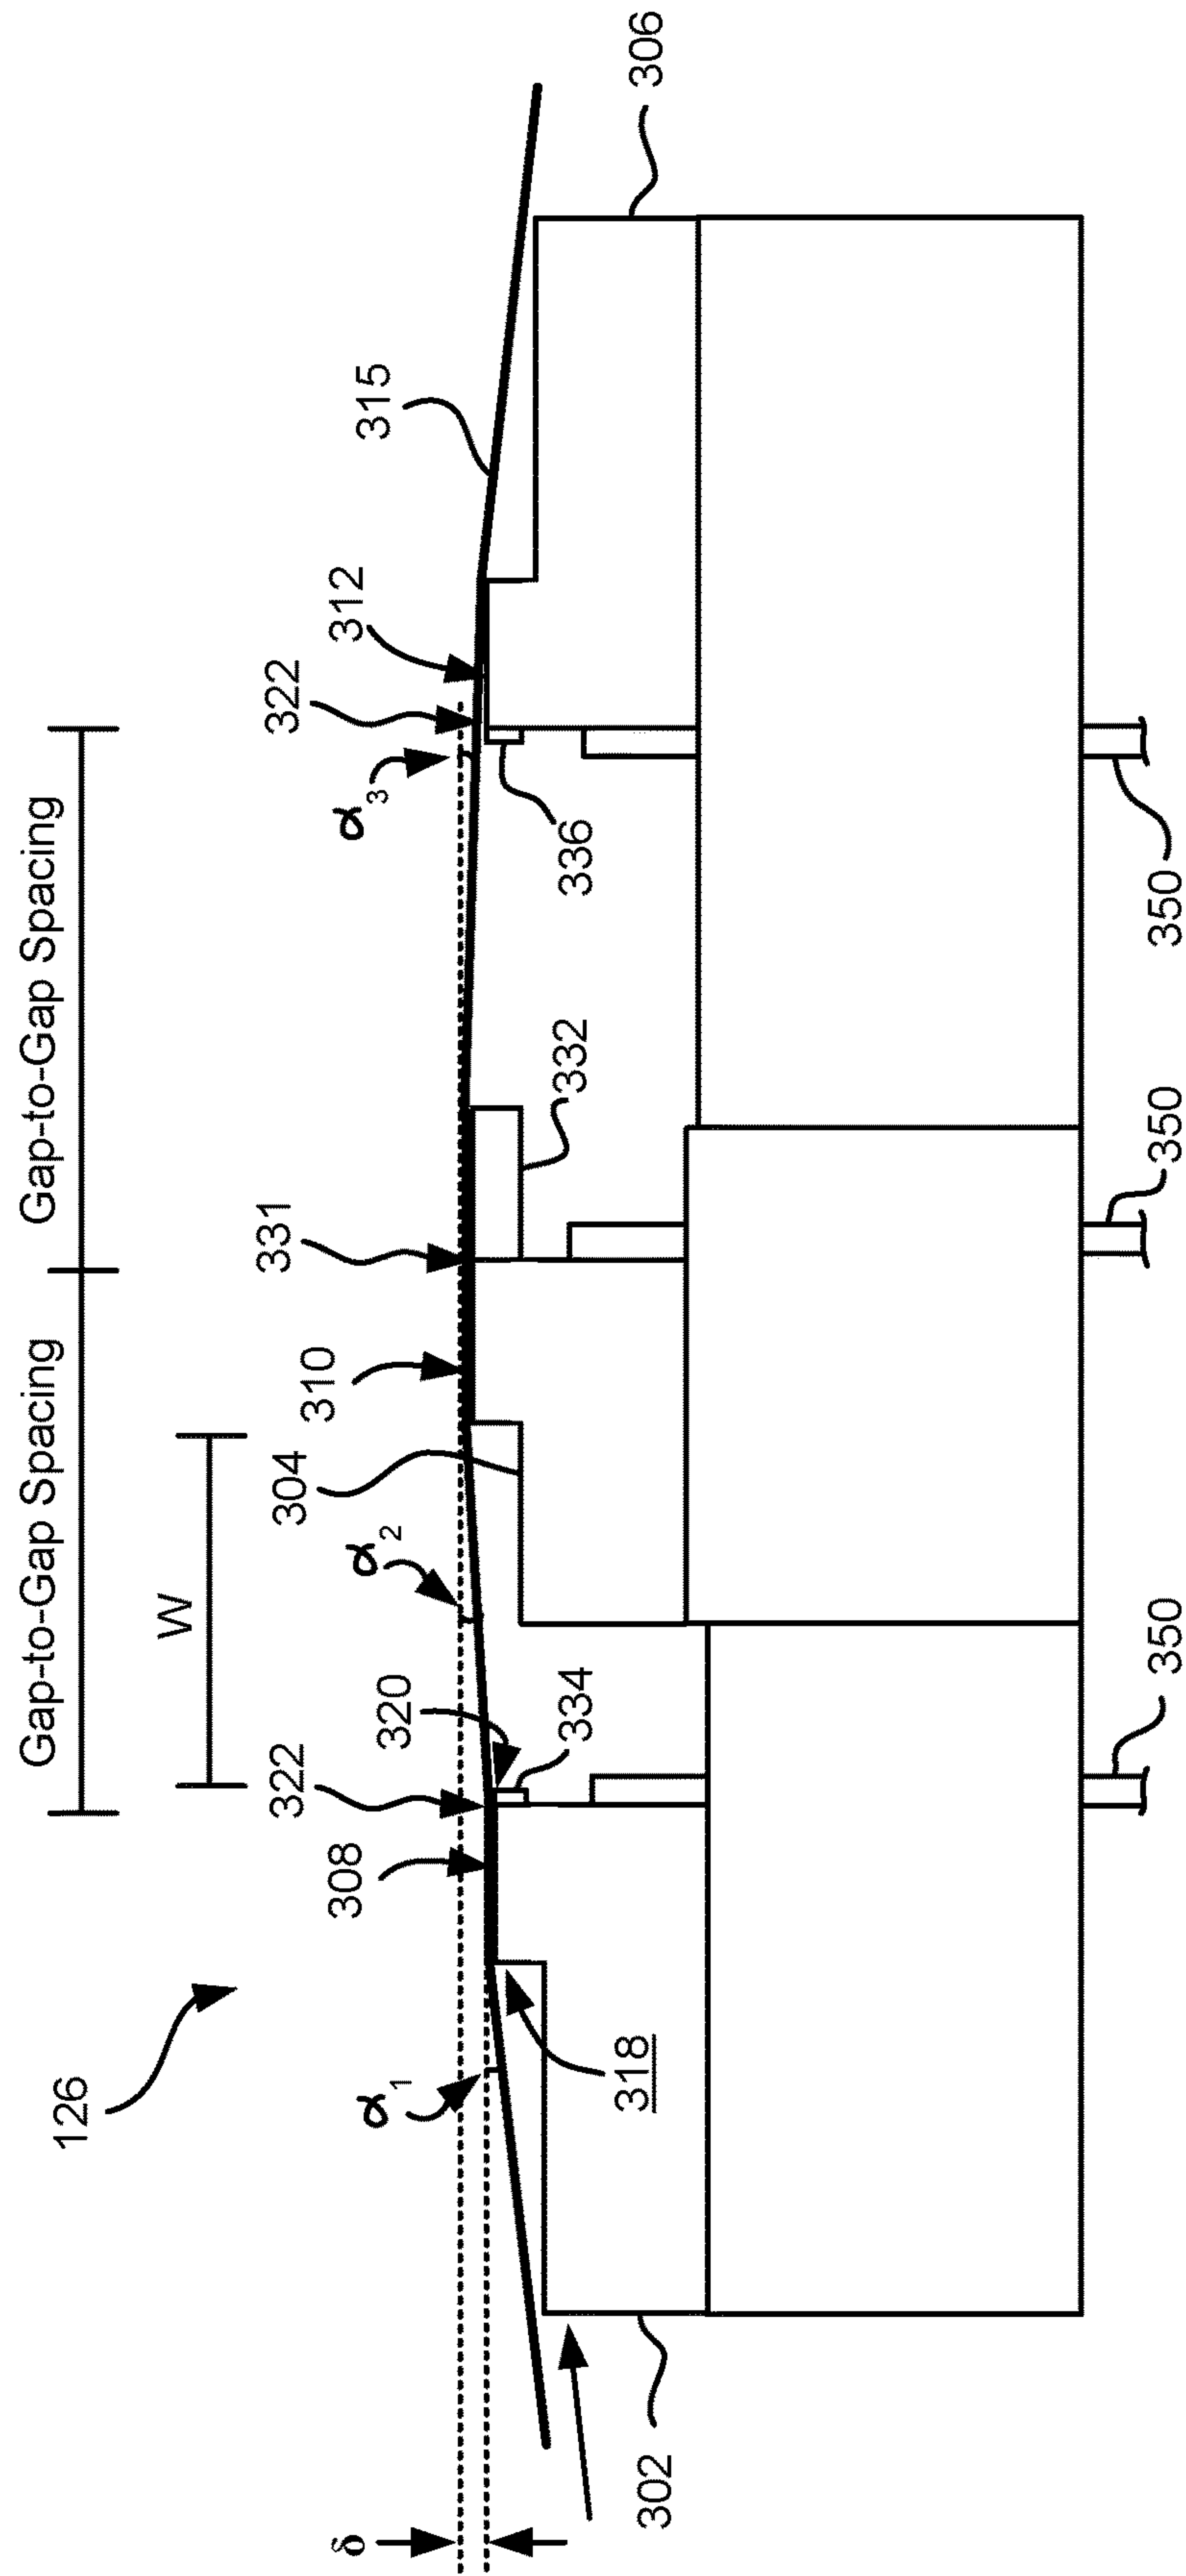 Gap-to-Gap Spacing
Gap-to-Gap Spacing
W
126
δ
α1
308
322
320
α2
304
310
331
α3
322
312
315
302
318
334
332
336
306
350
350
350